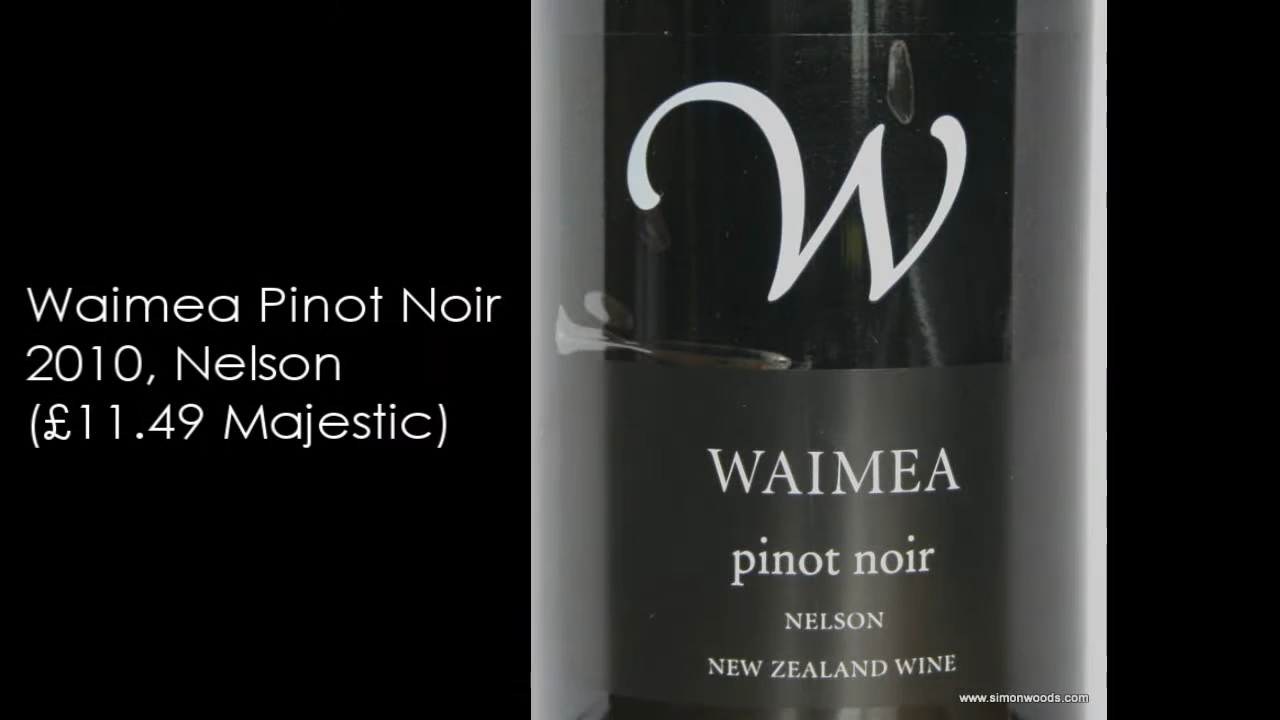 Waimea Pinot Noir
2010, Nelson
(£11.49 Majestic)
W
WAIMEA
pinot noir
NELSON
NEW ZEALAND WINE
www.simonwoods.com